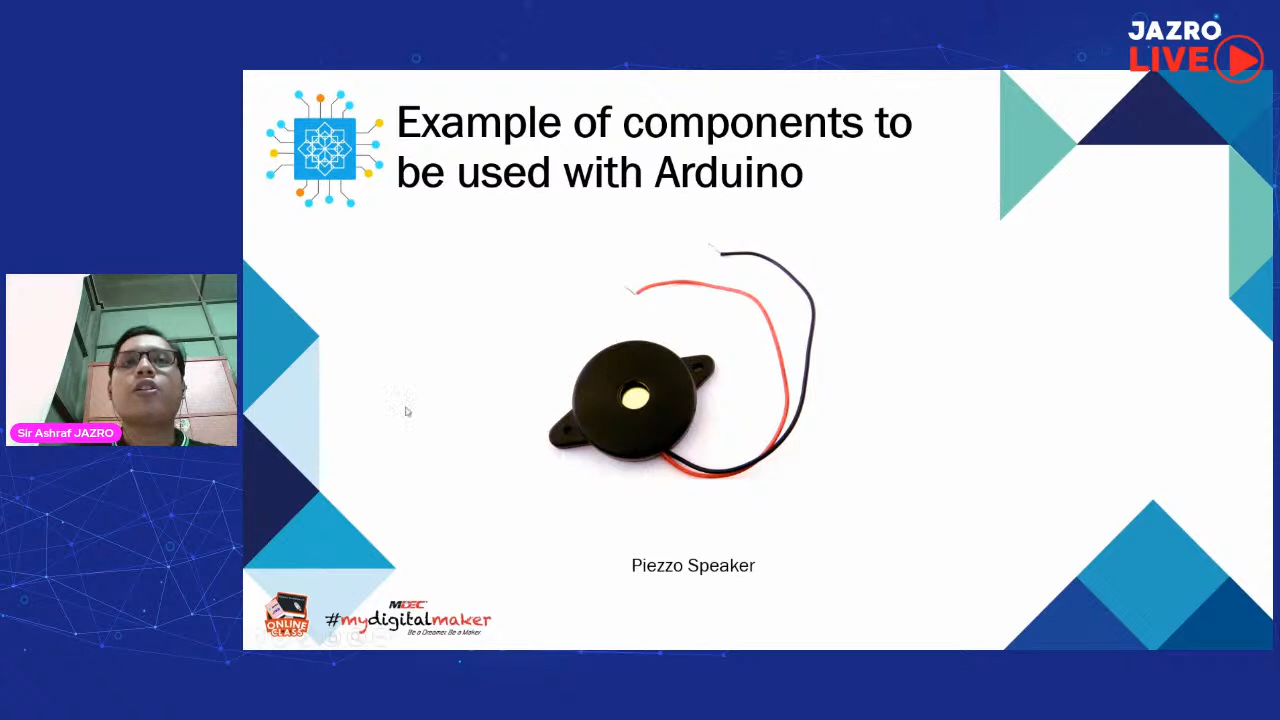 JAZRO
LIVE
Example of components to
be used with Arduino
Sir Ashraf JAZRO
Piezzo Speaker
ONLINE
CLASS
MDEC
#mydigitalmaker
Be a Dreamer. Be a Maker.